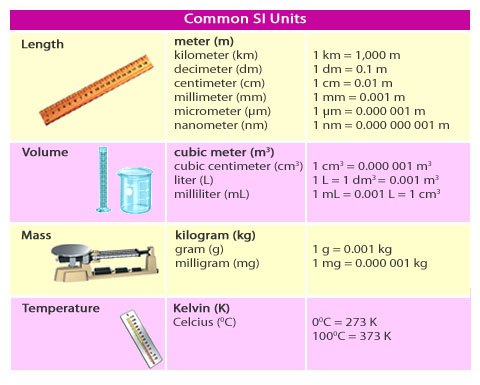 Common SI Units
Length
meter (m)
kilometer (km) 1 km = 1,000 m
decimeter (dm) 1 dm = 0.1 m
centimeter (cm) 1 cm = 0.01 m
millimeter (mm) 1 mm = 0.001 m
micrometer (µm) 1 µm = 0.000 001 m
nanometer (nm) 1 nm = 0.000 000 001 m
Volume
cubic meter (m³)
cubic centimeter (cm³) 1 cm³ = 0.000 001 m³
liter (L) 1 L = 1 dm³ = 0.001 m³
milliliter (mL) 1 mL = 0.001 L = 1 cm³
Mass
kilogram (kg)
gram (g) 1 g = 0.001 kg
milligram (mg) 1 mg = 0.000 001 kg
Temperature
Kelvin (K)
Celcius (⁰C) 0⁰C = 273 K
100⁰C = 373 K